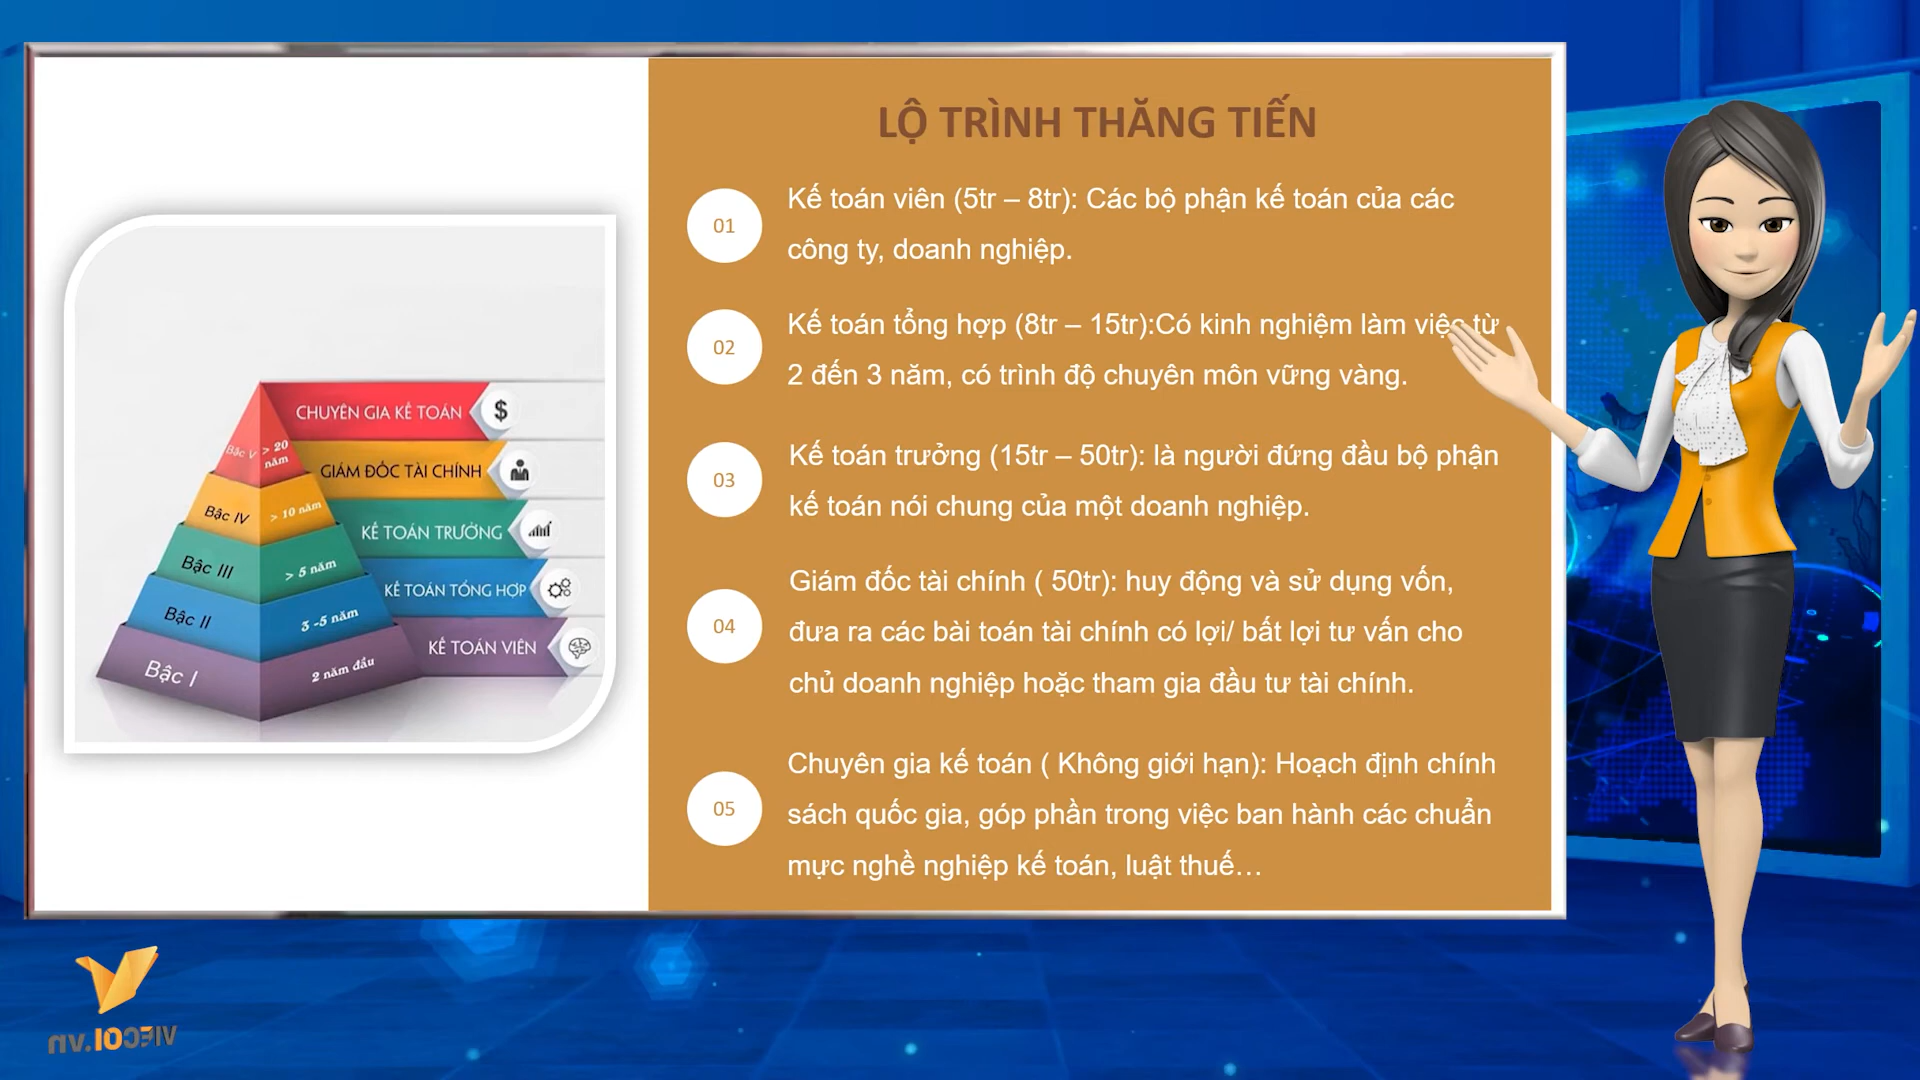 LỘ TRÌNH THĂNG TIẾN
01
Kế toán viên (5tr – 8tr): Các bộ phận kế toán của các
công ty, doanh nghiệp.
02
Kế toán tổng hợp (8tr – 15tr):Có kinh nghiệm làm việc từ
2 đến 3 năm, có trình độ chuyên môn vững vàng.
03
Kế toán trưởng (15tr – 50tr): là người đứng đầu bộ phận
kế toán nói chung của một doanh nghiệp.
04
Giám đốc tài chính ( 50tr): huy động và sử dụng vốn,
đưa ra các bài toán tài chính có lợi/ bất lợi tư vấn cho
chủ doanh nghiệp hoặc tham gia đầu tư tài chính.
05
Chuyên gia kế toán ( Không giới hạn): Hoạch định chính
sách quốc gia, góp phần trong việc ban hành các chuẩn
mực nghề nghiệp kế toán, luật thuế…
CHUYÊN GIA KẾ TOÁN
$
Bậc V
> 20
năm
GIÁM ĐỐC TÀI CHÍNH
Bậc IV
> 10 năm
KẾ TOÁN TRƯỞNG
Bậc III
> 5 năm
KẾ TOÁN TỔNG HỢP
Bậc II
3 -5 năm
KẾ TOÁN VIÊN
Bậc I
2 năm đầu
VIECOI.vn